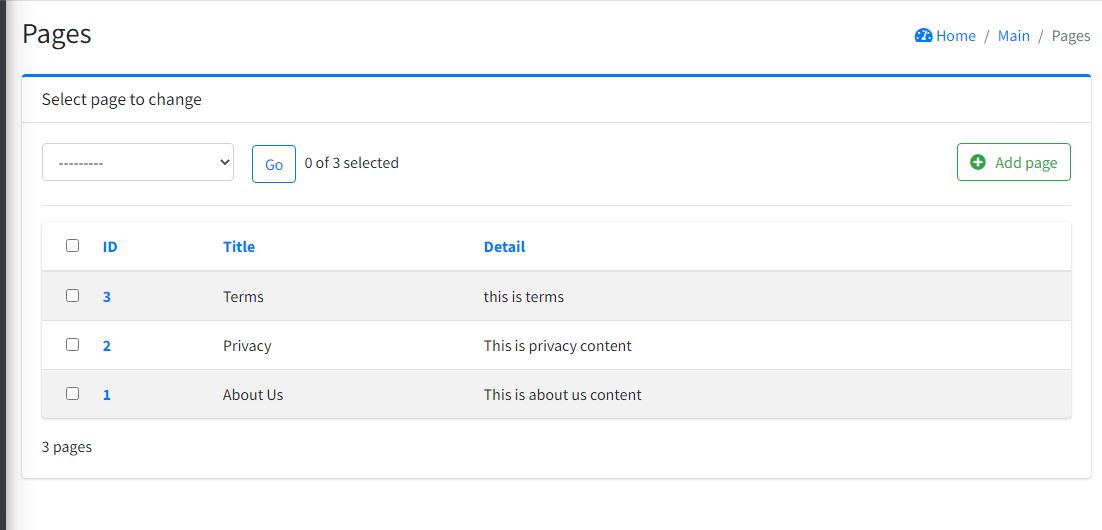 Pages
Home / Main / Pages
Select page to change
---------
Go
0 of 3 selected
Add page
ID Title Detail
3 Terms this is terms
2 Privacy This is privacy content
1 About Us This is about us content
3 pages